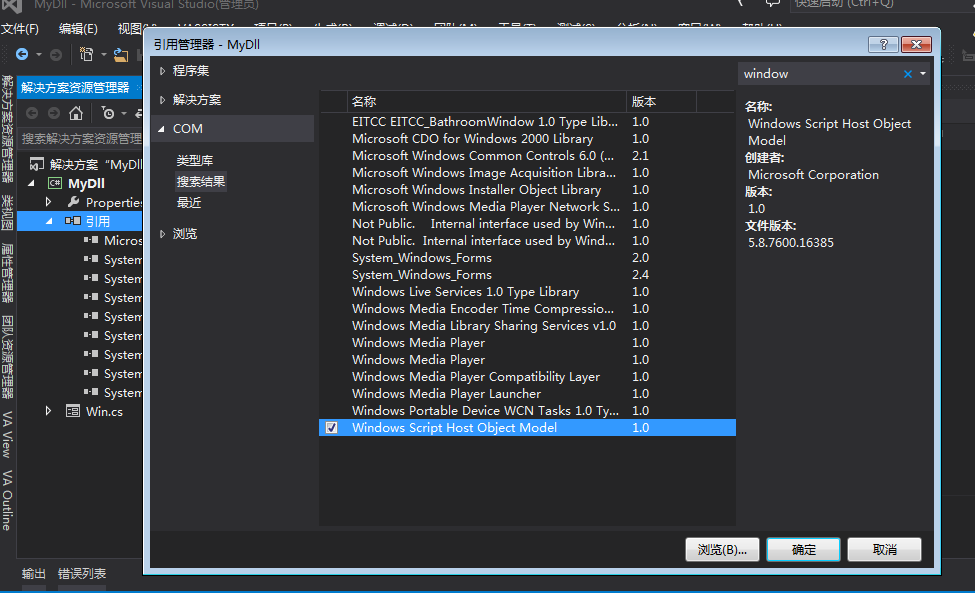 MyDll - Microsoft Visual Studio(管理员)
快速启动 (Ctrl+Q)
文件(F) 编辑(E) 视图
引用管理器 - MyDll
解决方案资源管理器
搜索解决方案资源管理
解决方案 "MyDll
MyDll
Properties
引用
Micros
System
System
System
System
System
System
System
System
Win.cs
解决方案资源管理器
类视图
属性管理器
团队资源管理器
VA View
VA Outline
输出 错误列表
程序集
解决方案
COM
类型库
搜索结果
最近
浏览
名称 版本
EITCC EITCC_BathroomWindow 1.0 Type Lib... 1.0
Microsoft CDO for Windows 2000 Library 1.0
Microsoft Windows Common Controls 6.0 (... 2.1
Microsoft Windows Image Acquisition Libra... 1.0
Microsoft Windows Installer Object Library 1.0
Microsoft Windows Media Player Network S... 1.0
Not Public. Internal interface used by Win... 1.0
Not Public. Internal interface used by Wind... 1.0
System_Windows_Forms 2.0
System_Windows_Forms 2.4
Windows Live Services 1.0 Type Library 1.0
Windows Media Encoder Time Compressio... 1.0
Windows Media Library Sharing Services v1.0 1.0
Windows Media Player 1.0
Windows Media Player 1.0
Windows Media Player Compatibility Layer 1.0
Windows Media Player Launcher 1.0
Windows Portable Device WCN Tasks 1.0 Ty... 1.0
Windows Script Host Object Model 1.0
window
名称:
Windows Script Host Object
Model
创建者:
Microsoft Corporation
版本:
1.0
文件版本:
5.8.7600.16385
浏览(B)... 确定 取消